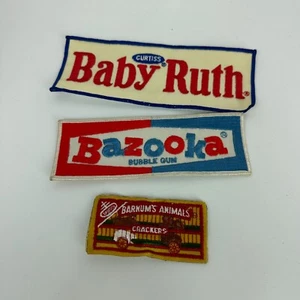 CURTISS
Baby Ruth
Bazooka
BUBBLE GUM
BARNUM'S ANIMALS
CRACKERS